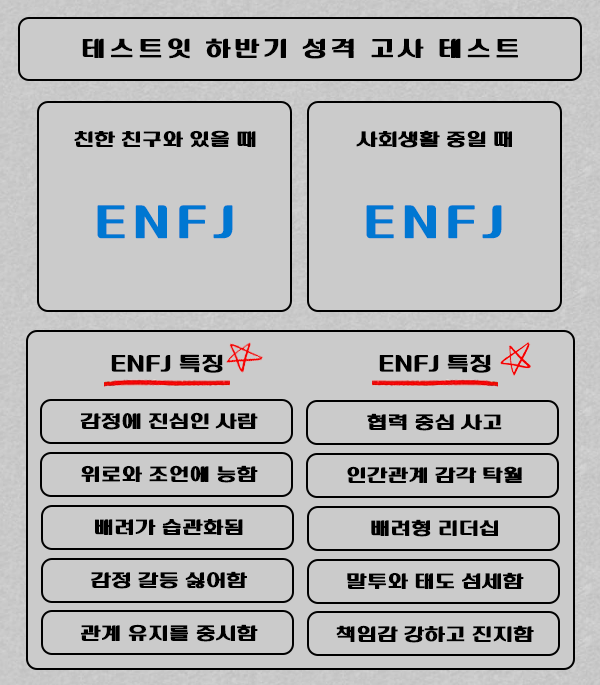 테스트잇 하반기 성격 고사 테스트
친한 친구와 있을 때
사회생활 중일 때
ENFJ
ENFJ
ENFJ 특징
ENFJ 특징
감정에 진심인 사람
협력 중심 사고
위로와 조언에 능함
인간관계 감각 탁월
배려가 습관화됨
배려형 리더십
감정 갈등 싫어함
말투와 태도 섬세함
관계 유지를 중시함
책임감 강하고 진지함